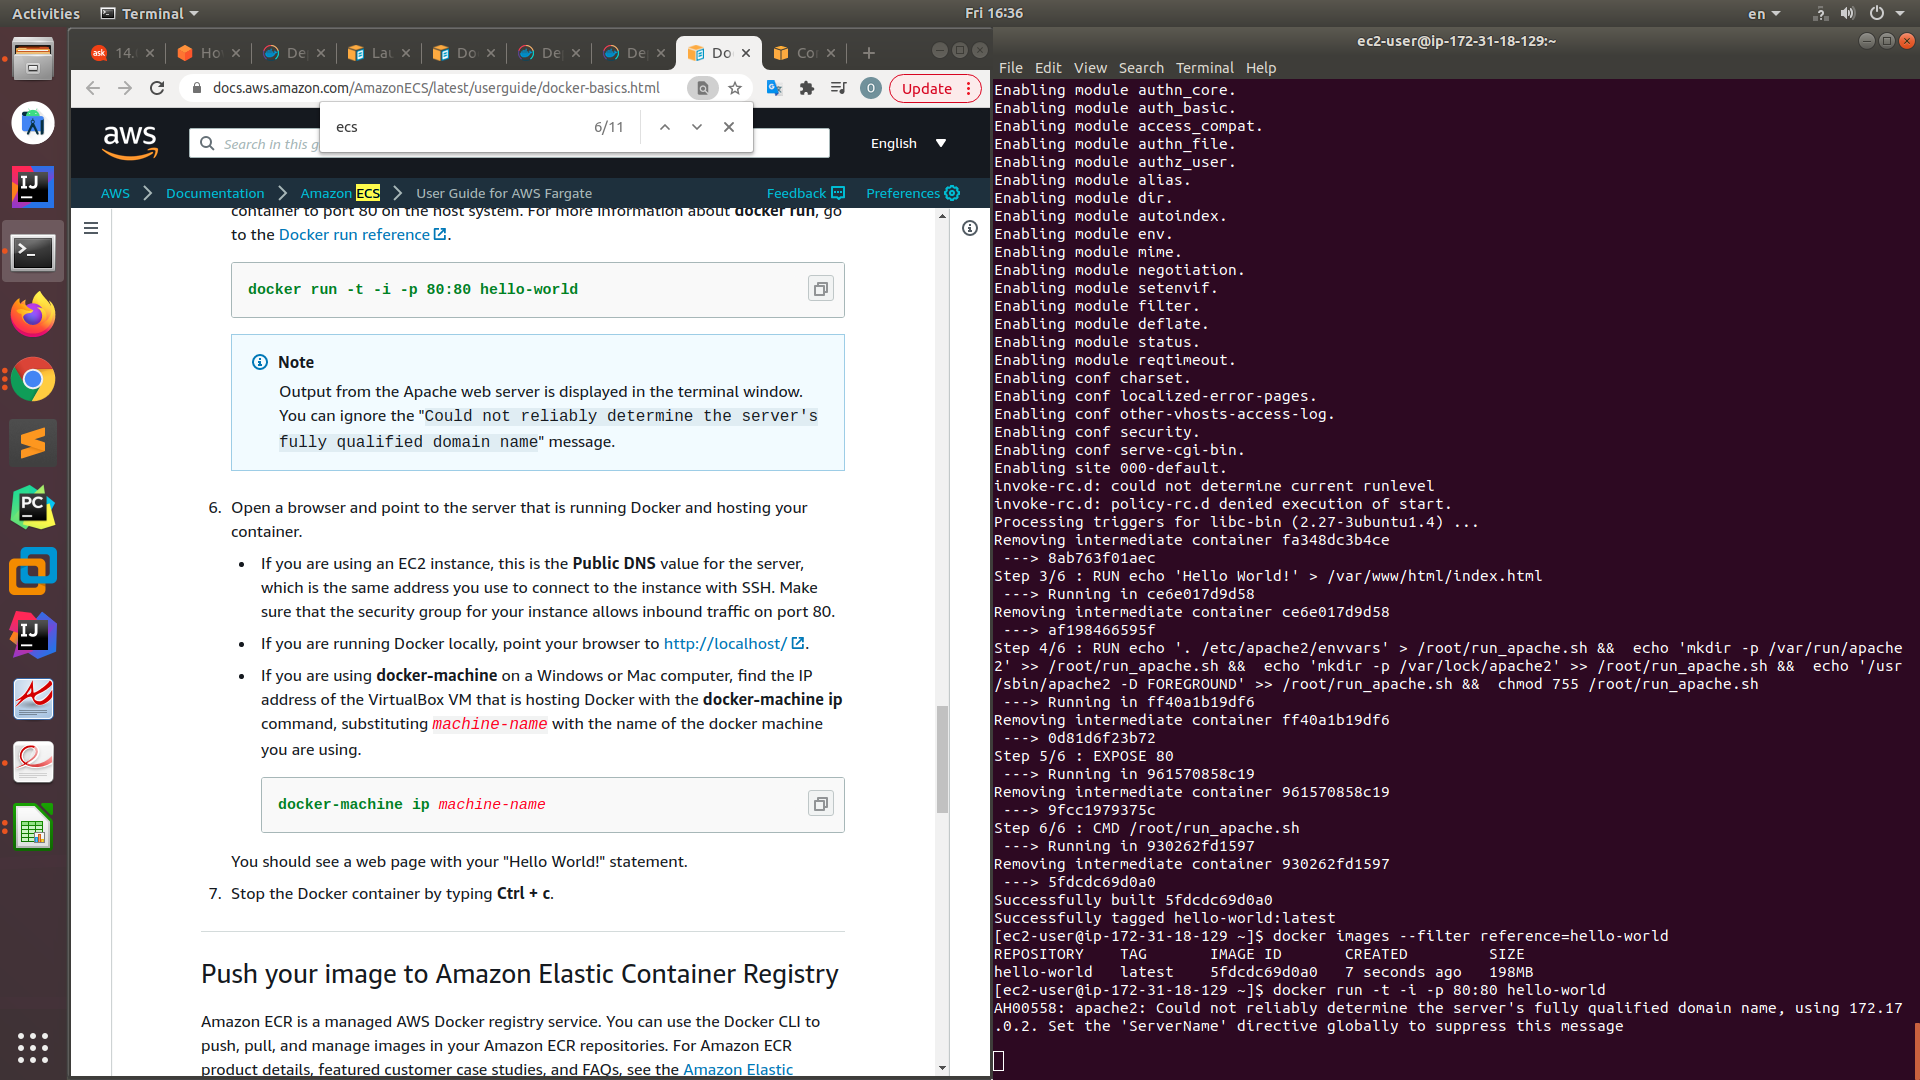 Activities
Terminal
Fri 16:36
en
14.
Ho
Dep
Lau
Do
De
De
Do
Co
docs.aws.amazon.com/AmazonECS/latest/userguide/docker-basics.html
O
Update
ecs
6/11
aws
Search in this g
English
AWS
Documentation
Amazon ECS
User Guide for AWS Fargate
Feedback
Preferences
container to port 80 on the host system. For more information about docker run, go
to the Docker run reference.
docker run -t -i -p 80:80 hello-world
Note
Output from the Apache web server is displayed in the terminal window.
You can ignore the "Could not reliably determine the server's
fully qualified domain name" message.
6. Open a browser and point to the server that is running Docker and hosting your
container.
• If you are using an EC2 instance, this is the Public DNS value for the server,
which is the same address you use to connect to the instance with SSH. Make
sure that the security group for your instance allows inbound traffic on port 80.
• If you are running Docker locally, point your browser to http://localhost/.
• If you are using docker-machine on a Windows or Mac computer, find the IP
address of the VirtualBox VM that is hosting Docker with the docker-machine ip
command, substituting machine-name with the name of the docker machine
you are using.
docker-machine ip machine-name
You should see a web page with your "Hello World!" statement.
7. Stop the Docker container by typing Ctrl + c.
Push your image to Amazon Elastic Container Registry
Amazon ECR is a managed AWS Docker registry service. You can use the Docker CLI to
push, pull, and manage images in your Amazon ECR repositories. For Amazon ECR
product details, featured customer case studies, and FAQs, see the Amazon Elastic
ec2-user@ip-172-31-18-129:~
File Edit View Search Terminal Help
Enabling module authn_core.
Enabling module auth_basic.
Enabling module access_compat.
Enabling module authn_file.
Enabling module authz_user.
Enabling module alias.
Enabling module dir.
Enabling module autoindex.
Enabling module env.
Enabling module mime.
Enabling module negotiation.
Enabling module setenvif.
Enabling module filter.
Enabling module deflate.
Enabling module status.
Enabling module reqtimeout.
Enabling conf charset.
Enabling conf localized-error-pages.
Enabling conf other-vhosts-access-log.
Enabling conf security.
Enabling conf serve-cgi-bin.
Enabling site 000-default.
invoke-rc.d: could not determine current runlevel
invoke-rc.d: policy-rc.d denied execution of start.
Processing triggers for libc-bin (2.27-3ubuntu1.4) ...
Removing intermediate container fa348dc3b4ce
 ---> 8ab763f01aec
Step 3/6 : RUN echo 'Hello World!' > /var/www/html/index.html
 ---> Running in ce6e017d9d58
Removing intermediate container ce6e017d9d58
 ---> af198466595f
Step 4/6 : RUN echo '. /etc/apache2/envvars' > /root/run_apache.sh &&  echo 'mkdir -p /var/run/apache
2' >> /root/run_apache.sh &&  echo 'mkdir -p /var/lock/apache2' >> /root/run_apache.sh &&  echo '/usr
/sbin/apache2 -D FOREGROUND' >> /root/run_apache.sh &&  chmod 755 /root/run_apache.sh
 ---> Running in ff40a1b19df6
Removing intermediate container ff40a1b19df6
 ---> 0d81d6f23b72
Step 5/6 : EXPOSE 80
 ---> Running in 961570858c19
Removing intermediate container 961570858c19
 ---> 9fcc1979375c
Step 6/6 : CMD /root/run_apache.sh
 ---> Running in 930262fd1597
Removing intermediate container 930262fd1597
 ---> 5fdcdc69d0a0
Successfully built 5fdcdc69d0a0
Successfully tagged hello-world:latest
[ec2-user@ip-172-31-18-129 ~]$ docker images --filter reference=hello-world
REPOSITORY    TAG       IMAGE ID       CREATED         SIZE
hello-world   latest    5fdcdc69d0a0   7 seconds ago   198MB
[ec2-user@ip-172-31-18-129 ~]$ docker run -t -i -p 80:80 hello-world
AH00558: apache2: Could not reliably determine the server's fully qualified domain name, using 172.17
.0.2. Set the 'ServerName' directive globally to suppress this message